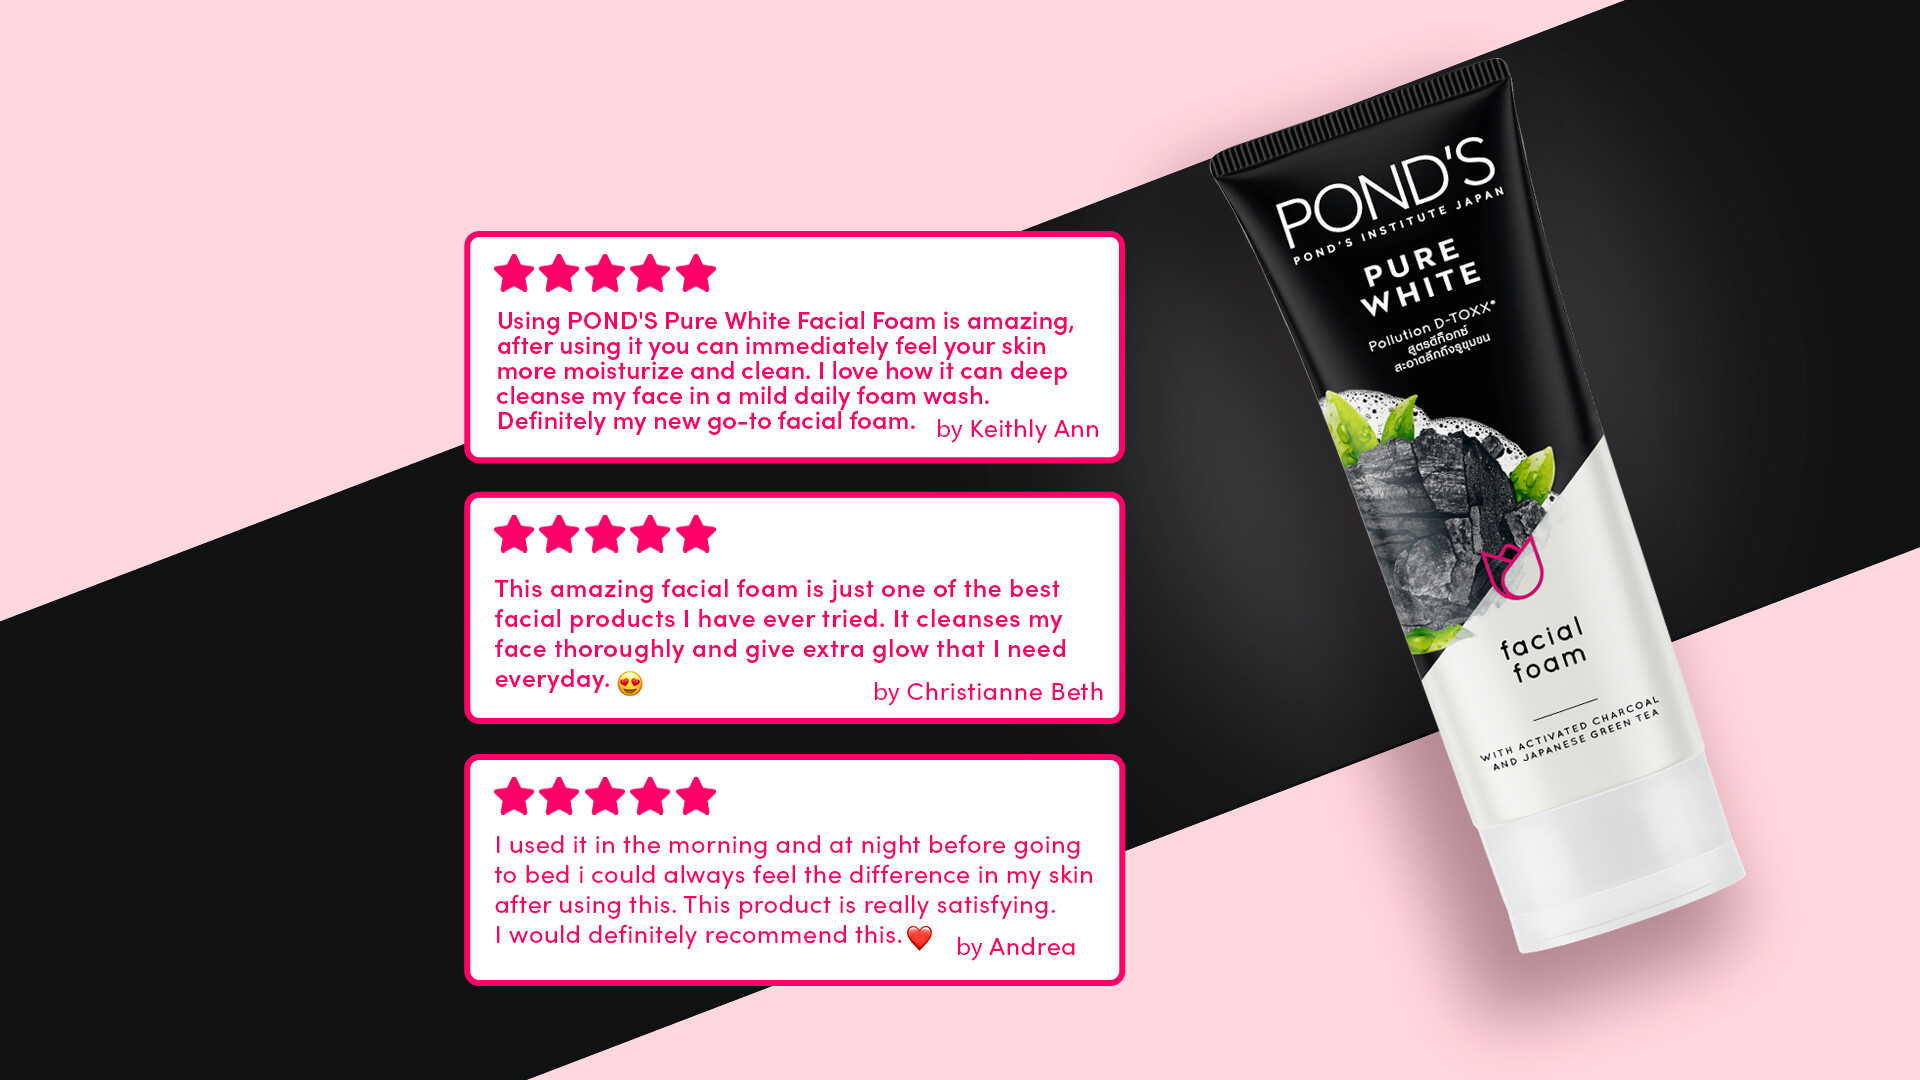 Using POND'S Pure White Facial Foam is amazing,
after using it you can immediately feel your skin
more moisturize and clean. I love how it can deep
cleanse my face in a mild daily foam wash.
Definitely my new go-to facial foam.
by Keithly Ann
This amazing facial foam is just one of the best
facial products I have ever tried. It cleanses my
face thoroughly and give extra glow that I need
everyday. 😍
by Christianne Beth
I used it in the morning and at night before going
to bed i could always feel the difference in my skin
after using this. This product is really satisfying.
I would definitely recommend this.❤️
by Andrea
POND'S
POND'S INSTITUTE JAPAN
PURE
WHITE
Pollution D-TOXX*
สูตรดีท็อกซ์
สะอาดลึกถึงรูขุมขน
facial
foam
WITH ACTIVATED CHARCOAL
AND JAPANESE GREEN TEA